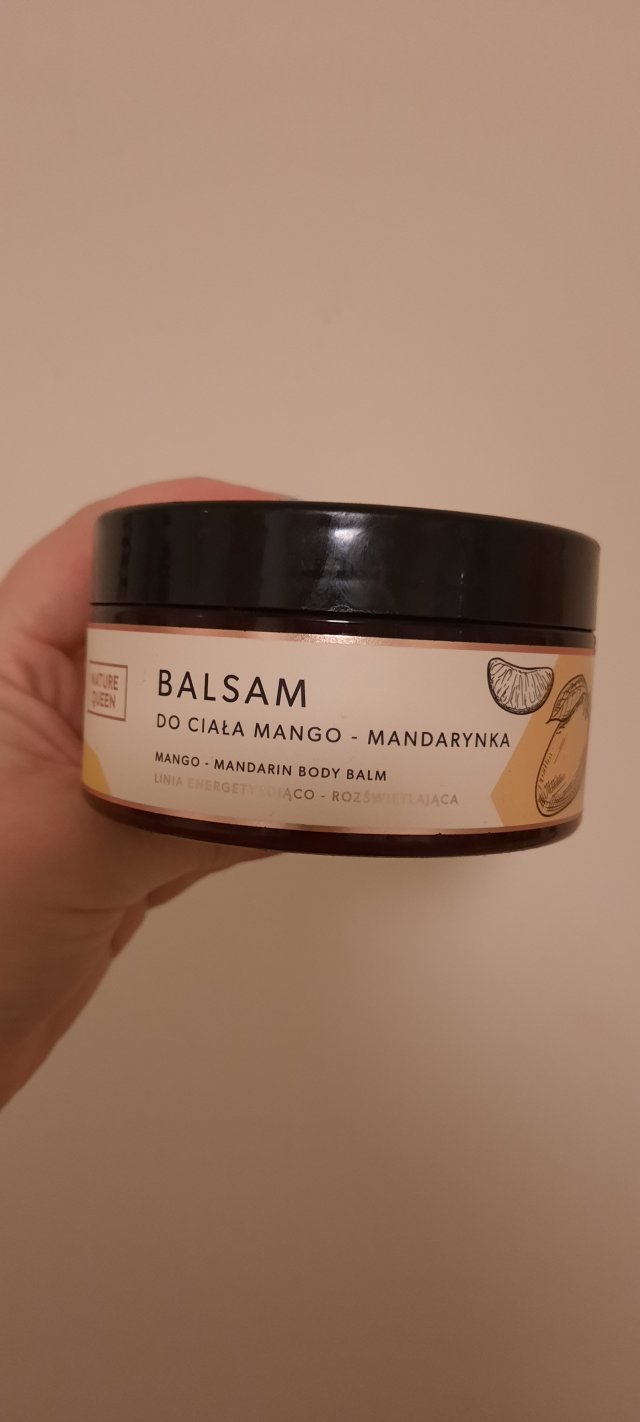 NATURE
QUEEN
BALSAM
DO CIAŁA MANGO - MANDARYNKA
MANGO - MANDARIN BODY BALM
LINIA ENERGETYZUJĄCO - ROZŚWIETLAJĄCA